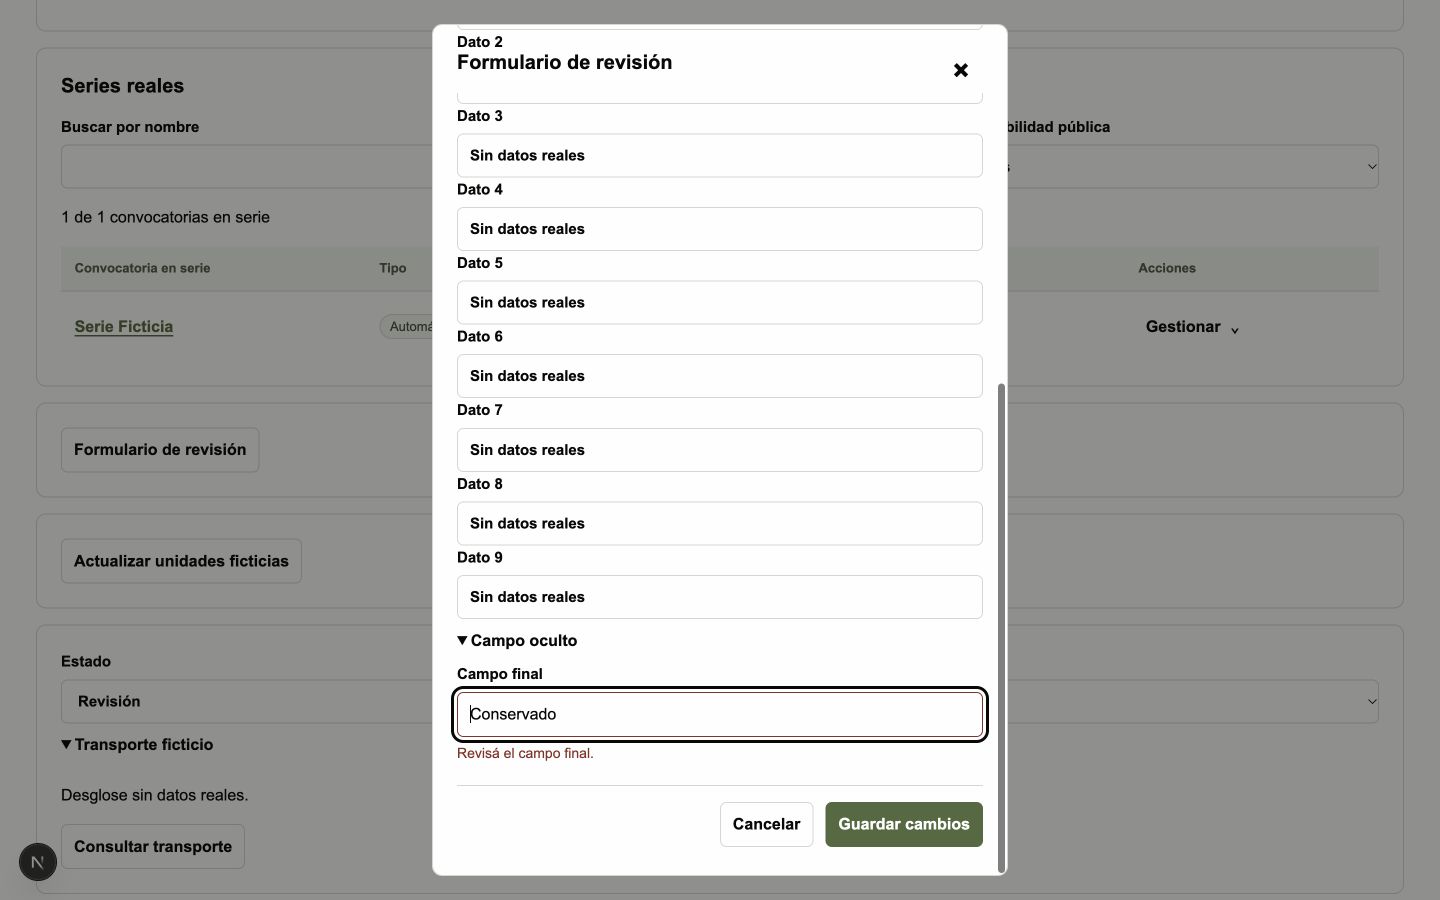 Series reales
Buscar por nombre
1 de 1 convocatorias en serie
Convocatoria en serie
Tipo
Serie Ficticia
Formulario de revisión
Actualizar unidades ficticias
Estado
Revisión
Transporte ficticio
Desglose sin datos reales.
Consultar transporte
N
Dato 2
Formulario de revisión
Dato 3
Sin datos reales
Dato 4
Sin datos reales
Dato 5
Sin datos reales
Dato 6
Sin datos reales
Dato 7
Sin datos reales
Dato 8
Sin datos reales
Dato 9
Sin datos reales
Campo oculto
Campo final
Conservado
Revisá el campo final.
Cancelar
Guardar cambios
pública
Acciones
Gestionar